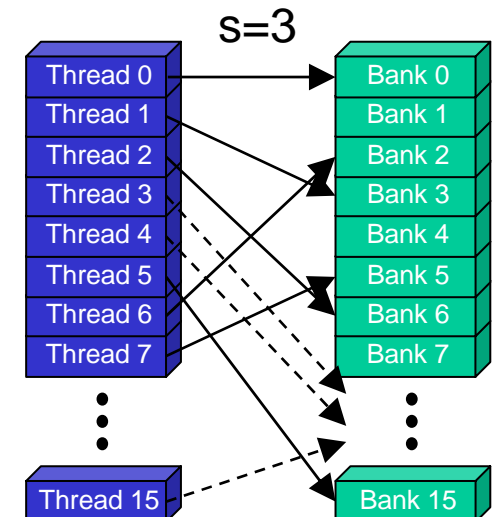 s=3
Thread 0
Thread 1
Thread 2
Thread 3
Thread 4
Thread 5
Thread 6
Thread 7
Thread 15
Bank 0
Bank 1
Bank 2
Bank 3
Bank 4
Bank 5
Bank 6
Bank 7
Bank 15